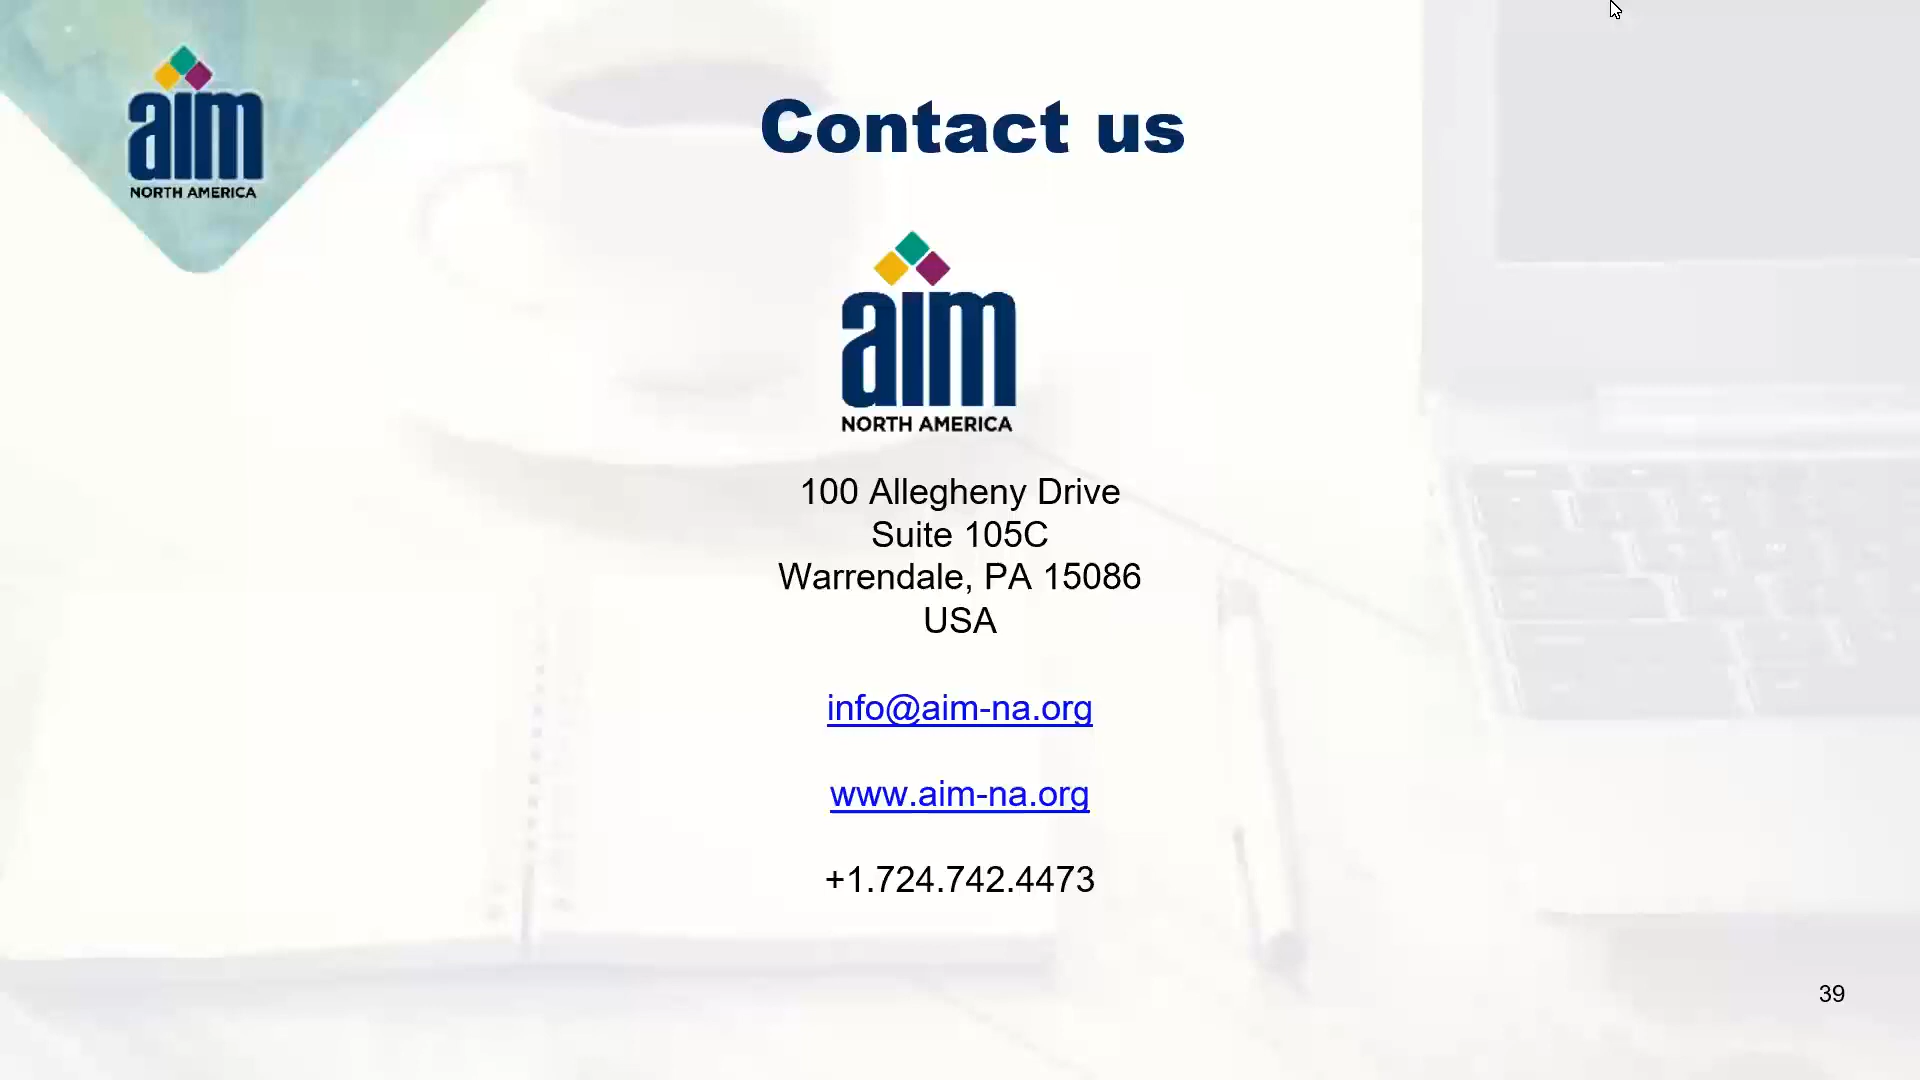 aim
NORTH AMERICA
Contact us
aim
NORTH AMERICA
100 Allegheny Drive
Suite 105C
Warrendale, PA 15086
USA
info@aim-na.org
www.aim-na.org
+1.724.742.4473
39